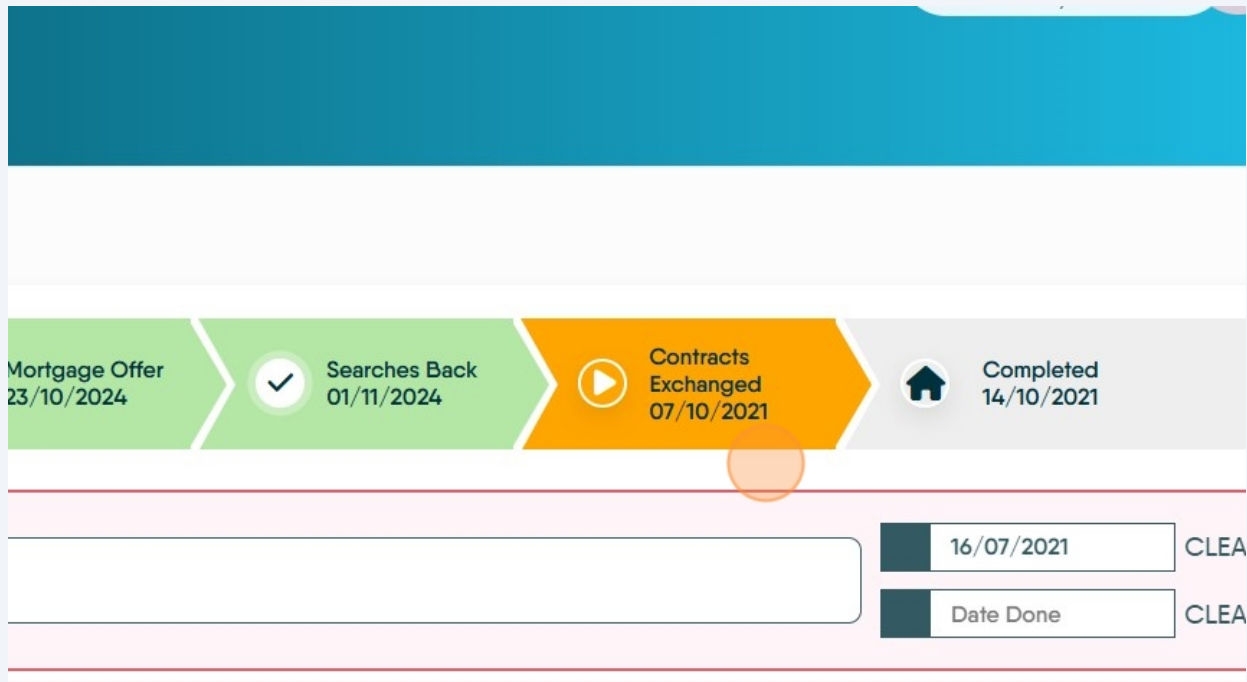 Mortgage Offer
23/10/2024
Searches Back
01/11/2024
Contracts
Exchanged
07/10/2021
Completed
14/10/2021
16/07/2021
CLEA
Date Done
CLEA